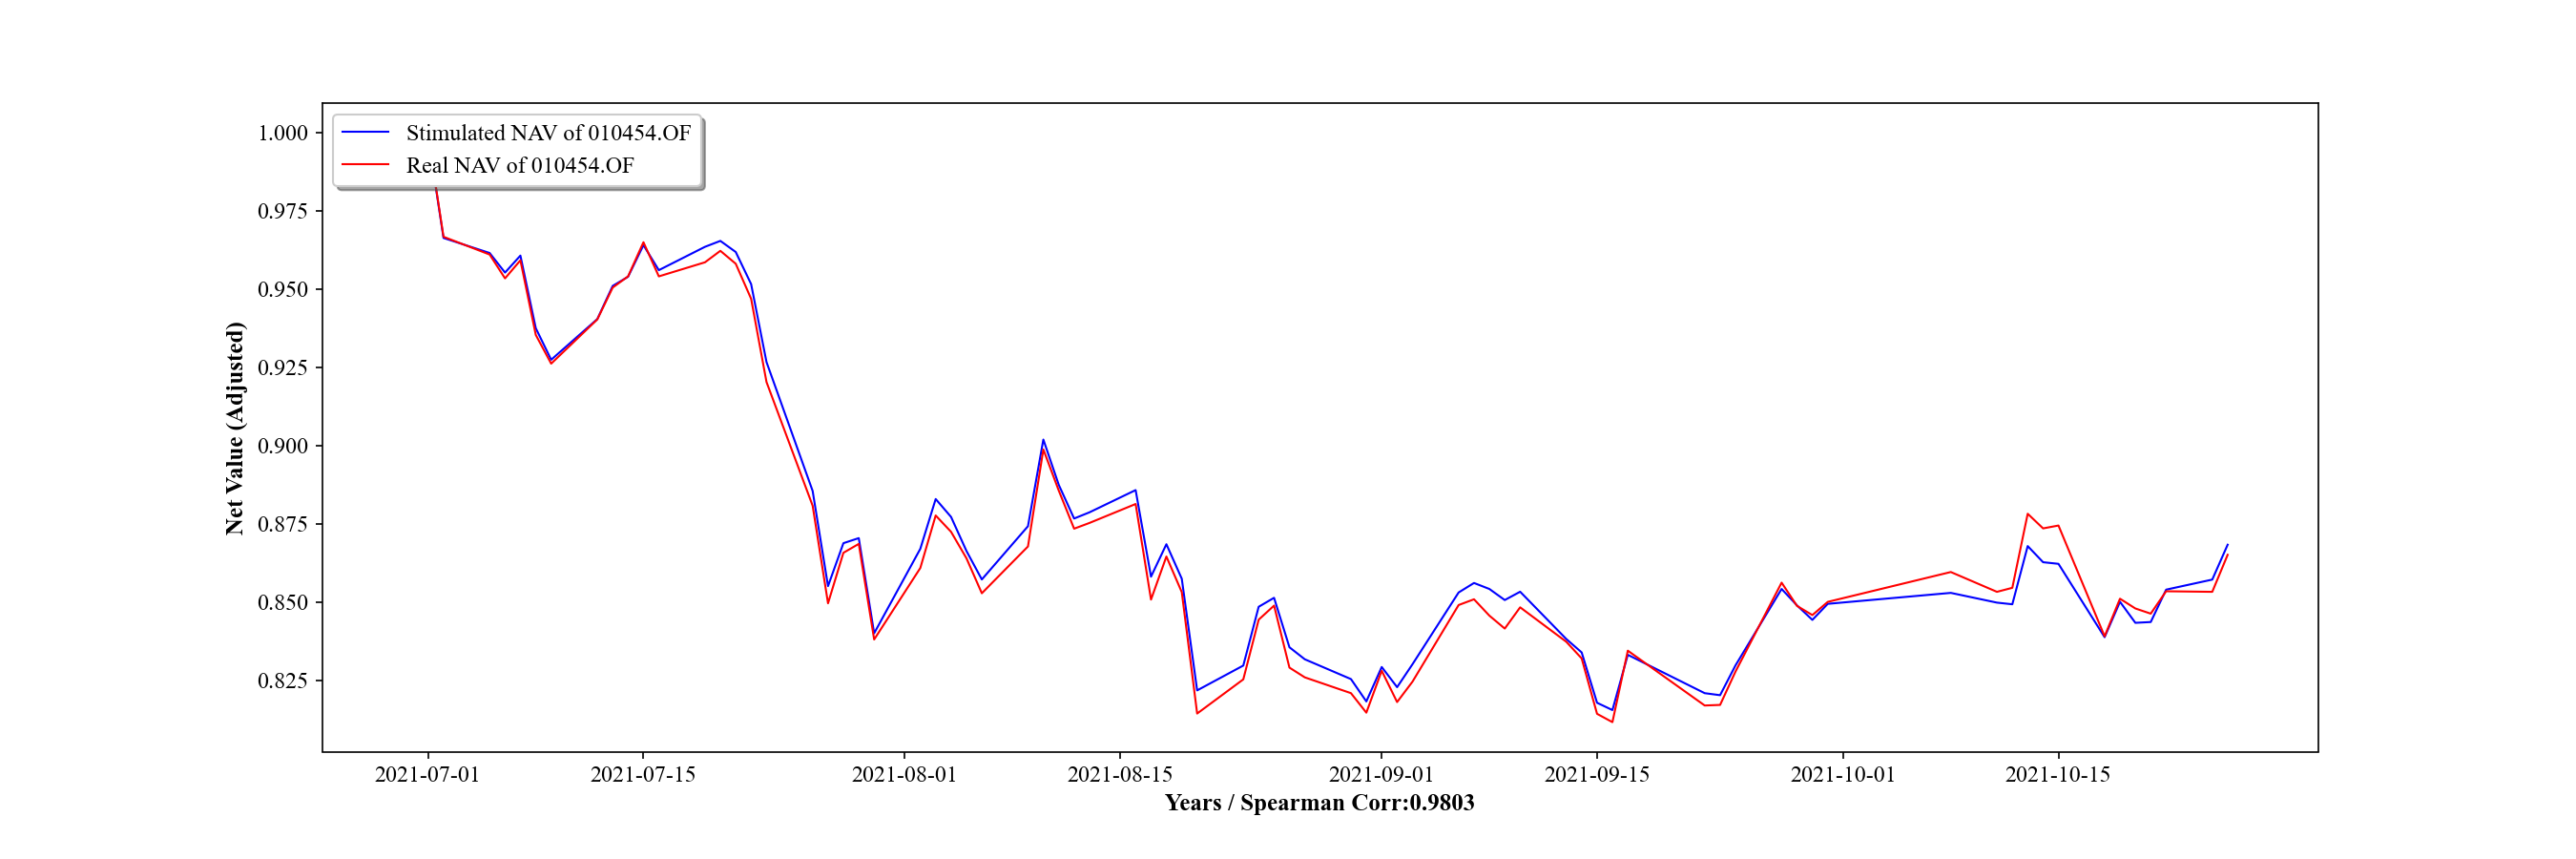 Stimulated NAV of 010454.OF
Real NAV of 010454.OF
1.000
0.975
0.950
0.925
0.900
0.875
0.850
0.825
Net Value (Adjusted)
2021-07-01 2021-07-15 2021-08-01 2021-08-15 2021-09-01 2021-09-15 2021-10-01 2021-10-15
Years / Spearman Corr:0.9803